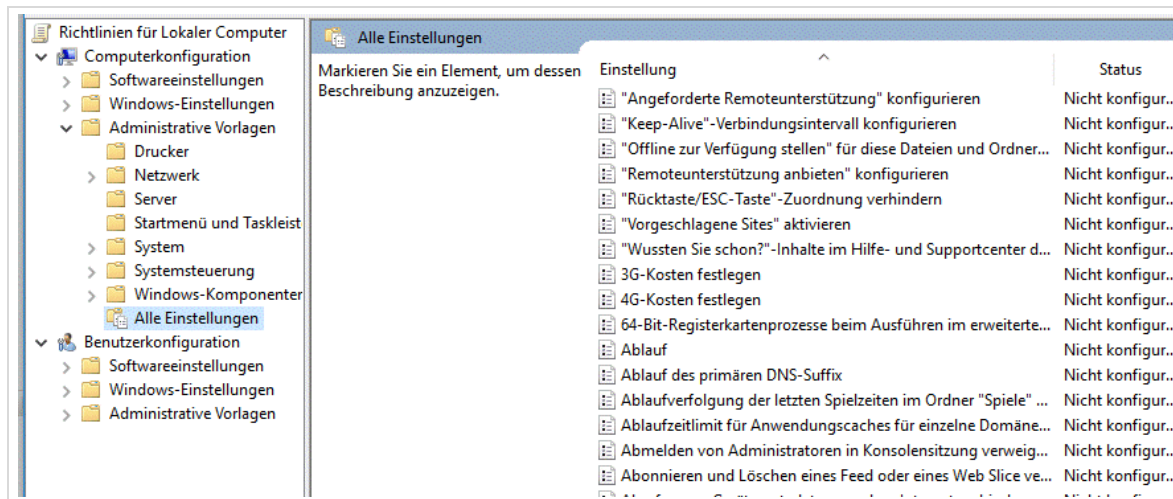 Richtlinien für Lokaler Computer
Computerkonfiguration
Softwareeinstellungen
Windows-Einstellungen
Administrative Vorlagen
Drucker
Netzwerk
Server
Startmenü und Taskleist
System
Systemsteuerung
Windows-Komponenter
Alle Einstellungen
Benutzerkonfiguration
Softwareeinstellungen
Windows-Einstellungen
Administrative Vorlagen
Alle Einstellungen
Markieren Sie ein Element, um dessen
Beschreibung anzuzeigen.
Einstellung Status
"Angeforderte Remoteunterstützung" konfigurieren Nicht konfigur...
"Keep-Alive"-Verbindungsintervall konfigurieren Nicht konfigur...
"Offline zur Verfügung stellen" für diese Dateien und Ordner... Nicht konfigur...
"Remoteunterstützung anbieten" konfigurieren Nicht konfigur...
"Rücktaste/ESC-Taste"-Zuordnung verhindern Nicht konfigur...
"Vorgeschlagene Sites" aktivieren Nicht konfigur...
"Wussten Sie schon?"-Inhalte im Hilfe- und Supportcenter d... Nicht konfigur...
3G-Kosten festlegen Nicht konfigur...
4G-Kosten festlegen Nicht konfigur...
64-Bit-Registerkartenprozesse beim Ausführen im erweiterte... Nicht konfigur...
Ablauf Nicht konfigur...
Ablauf des primären DNS-Suffix Nicht konfigur...
Ablaufverfolgung der letzten Spielzeiten im Ordner "Spiele" ... Nicht konfigur...
Ablaufzeitlimit für Anwendungscaches für einzelne Domäne... Nicht konfigur...
Abmelden von Administratoren in Konsolensitzung verweig... Nicht konfigur...
Abonnieren und Löschen eines Feed oder eines Web Slice ve... Nicht konfigur...